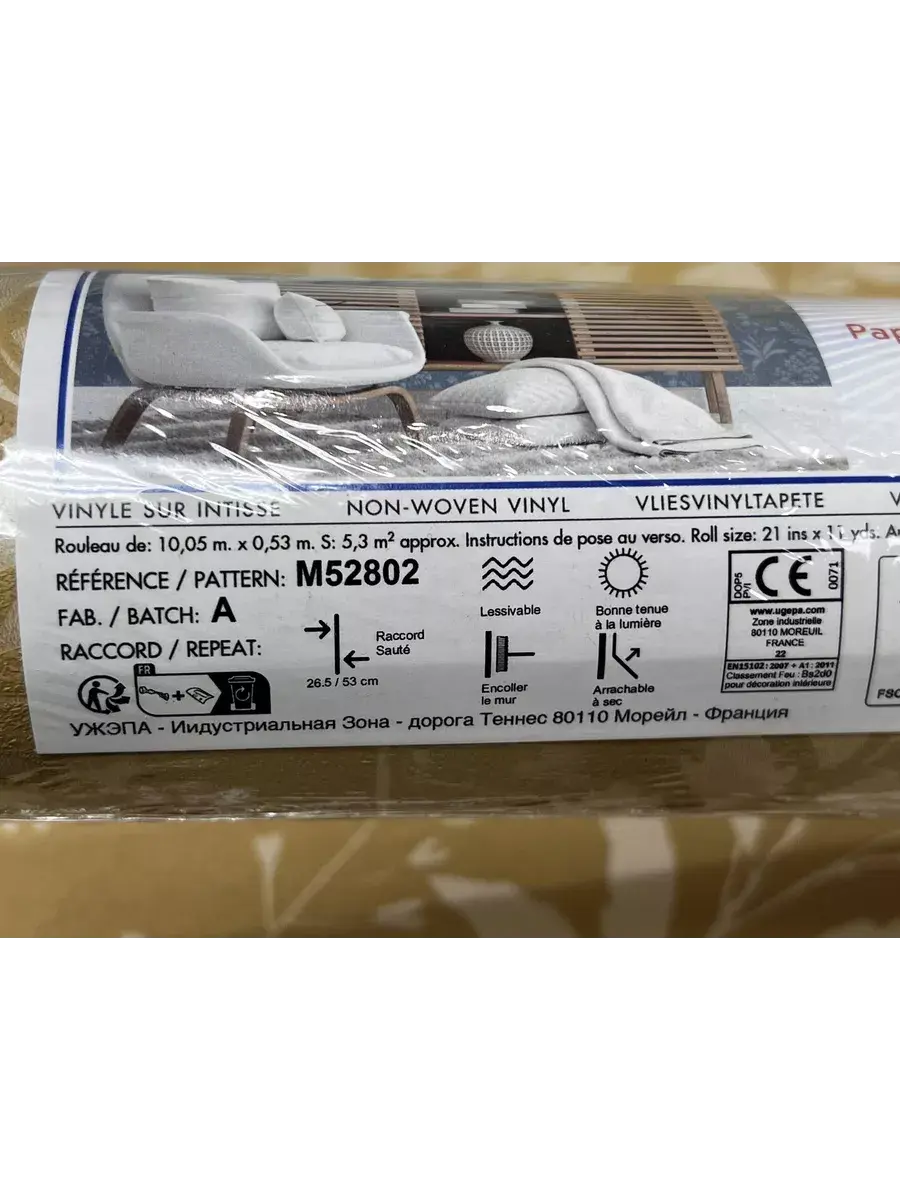 Pap
VINYLE SUR INTISSÉ NON-WOVEN VINYL VLIESVINYLTAPETE V
Rouleau de: 10,05 m. x 0,53 m. S: 5,3 m² approx. Instructions de pose au verso. Roll size: 21 ins x 11 yds.
RÉFÉRENCE / PATTERN: M52802
FAB. / BATCH: A
RACCORD / REPEAT:
Raccord
Sauté
26.5 / 53 cm
Lessivable
Bonne tenue
à la lumière
Encoller
le mur
Arrachable
à sec
CE
0071
www.ugepa.com
Zone industrielle
80110 MOREUIL
FRANCE
22
EN15102 : 2007 + A1 : 2011
Classement Feu : Bs2d0
pour décoration intérieure
FR
FSC
УЖЭПА - Индустриальная Зона - дорога Теннес 80110 Морейл - Франция